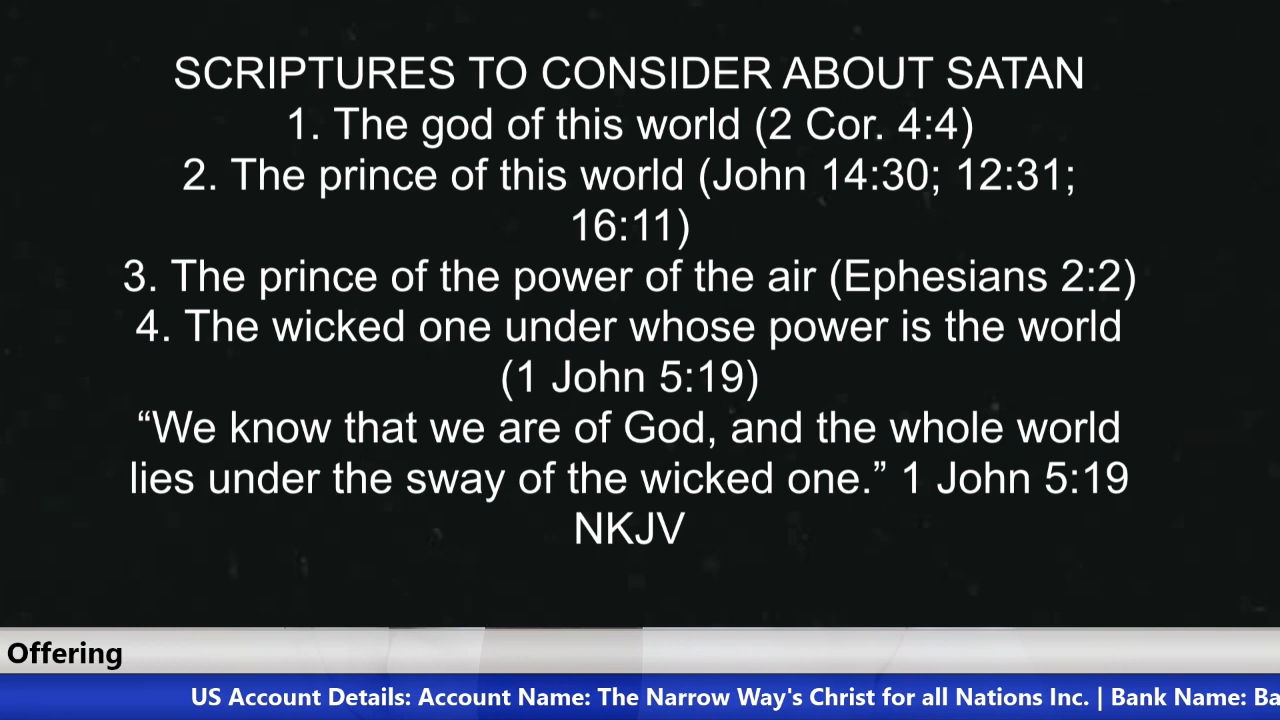 SCRIPTURES TO CONSIDER ABOUT SATAN
1. The god of this world (2 Cor. 4:4)
2. The prince of this world (John 14:30; 12:31;
16:11)
3. The prince of the power of the air (Ephesians 2:2)
4. The wicked one under whose power is the world
(1 John 5:19)
“We know that we are of God, and the whole world
lies under the sway of the wicked one.” 1 John 5:19
NKJV
Offering
US Account Details: Account Name: The Narrow Way's Christ for all Nations Inc. | Bank Name: